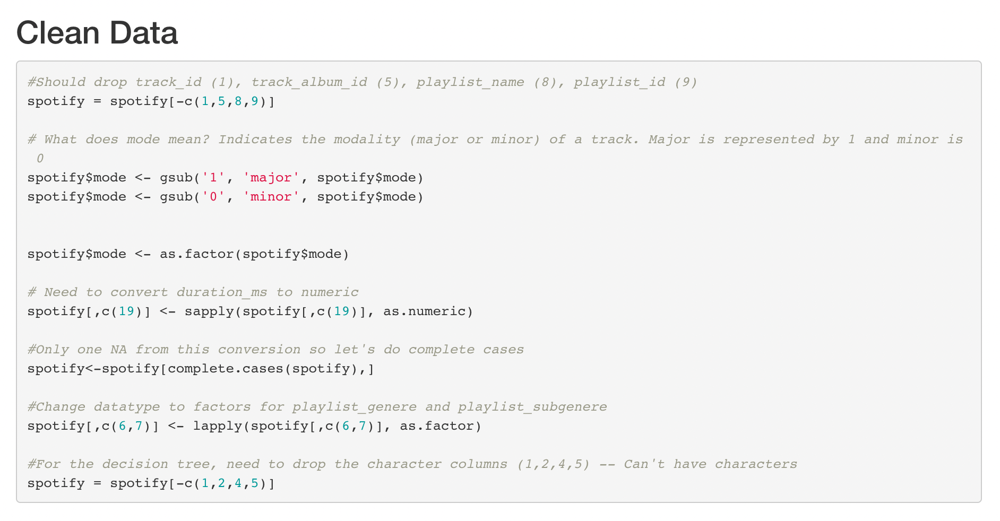 Clean Data
#Should drop track_id (1), track_album_id (5), playlist_name (8), playlist_id (9)
spotify = spotify[-c(1,5,8,9)]
# What does mode mean? Indicates the modality (major or minor) of a track. Major is represented by 1 and minor is
0
spotify$mode <- gsub('1', 'major', spotify$mode)
spotify$mode <- gsub('0', 'minor', spotify$mode)
spotify$mode <- as.factor(spotify$mode)
# Need to convert duration_ms to numeric
spotify[,c(19)] <- sapply(spotify[,c(19)], as.numeric)
#Only one NA from this conversion so let's do complete cases
spotify<-spotify[complete.cases(spotify),]
#Change datatype to factors for playlist_genere and playlist_subgenere
spotify[,c(6,7)] <- lapply(spotify[,c(6,7)], as.factor)
#For the decision tree, need to drop the character columns (1,2,4,5) -- Can't have characters
spotify = spotify[-c(1,2,4,5)]